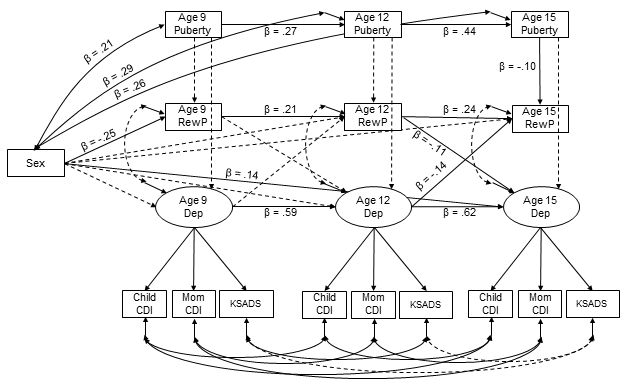 Age 9
Puberty
Age 12
Puberty
Age 15
Puberty
β = .27
β = .44
β = .21
β = .29
β = .26
β = -.10
Age 9
RewP
Age 12
RewP
Age 15
RewP
β = .21
β = .24
β = -.25
Sex
β = .14
β = -.11
β = -.14
Age 9
Dep
Age 12
Dep
Age 15
Dep
β = .59
β = .62
Child
CDI
Mom
CDI
KSADS
Child
CDI
Mom
CDI
KSADS
Child
CDI
Mom
CDI
KSADS